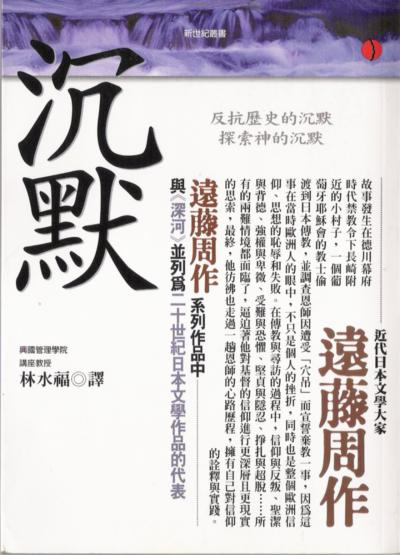 新世紀叢書
沉默
反抗歷史的沉默
探索神的沉默
近代日本文學大家
遠藤周作
故事發生在德川幕府
時代禁教令下長崎附
近的小村子，一個葡
萄牙耶穌會的教士偷
渡到日本傳教，並調查恩師因遭受「穴吊」而宣誓棄教一事，因為這
事在當時歐洲人的眼中，不只是個人的挫折，同時也是整個歐洲信
仰、思想的恥辱和失敗。在傳教與尋訪的過程中，信仰與反叛、聖潔
與背德、強權與卑微、受難與恐懼、堅貞與隱忍、掙扎與超脫……所
有的兩難情境都面臨了，逼迫著他對基督的信仰進行更深層且更現實
的思索，最終，他彷彿也走過一趟恩師的心路歷程，擁有自己對信仰
的詮釋與實踐。
遠藤周作系列作品中
與《深河》並列為二十世紀日本文學作品的代表
興國管理學院
講座教授
林水福◎譯